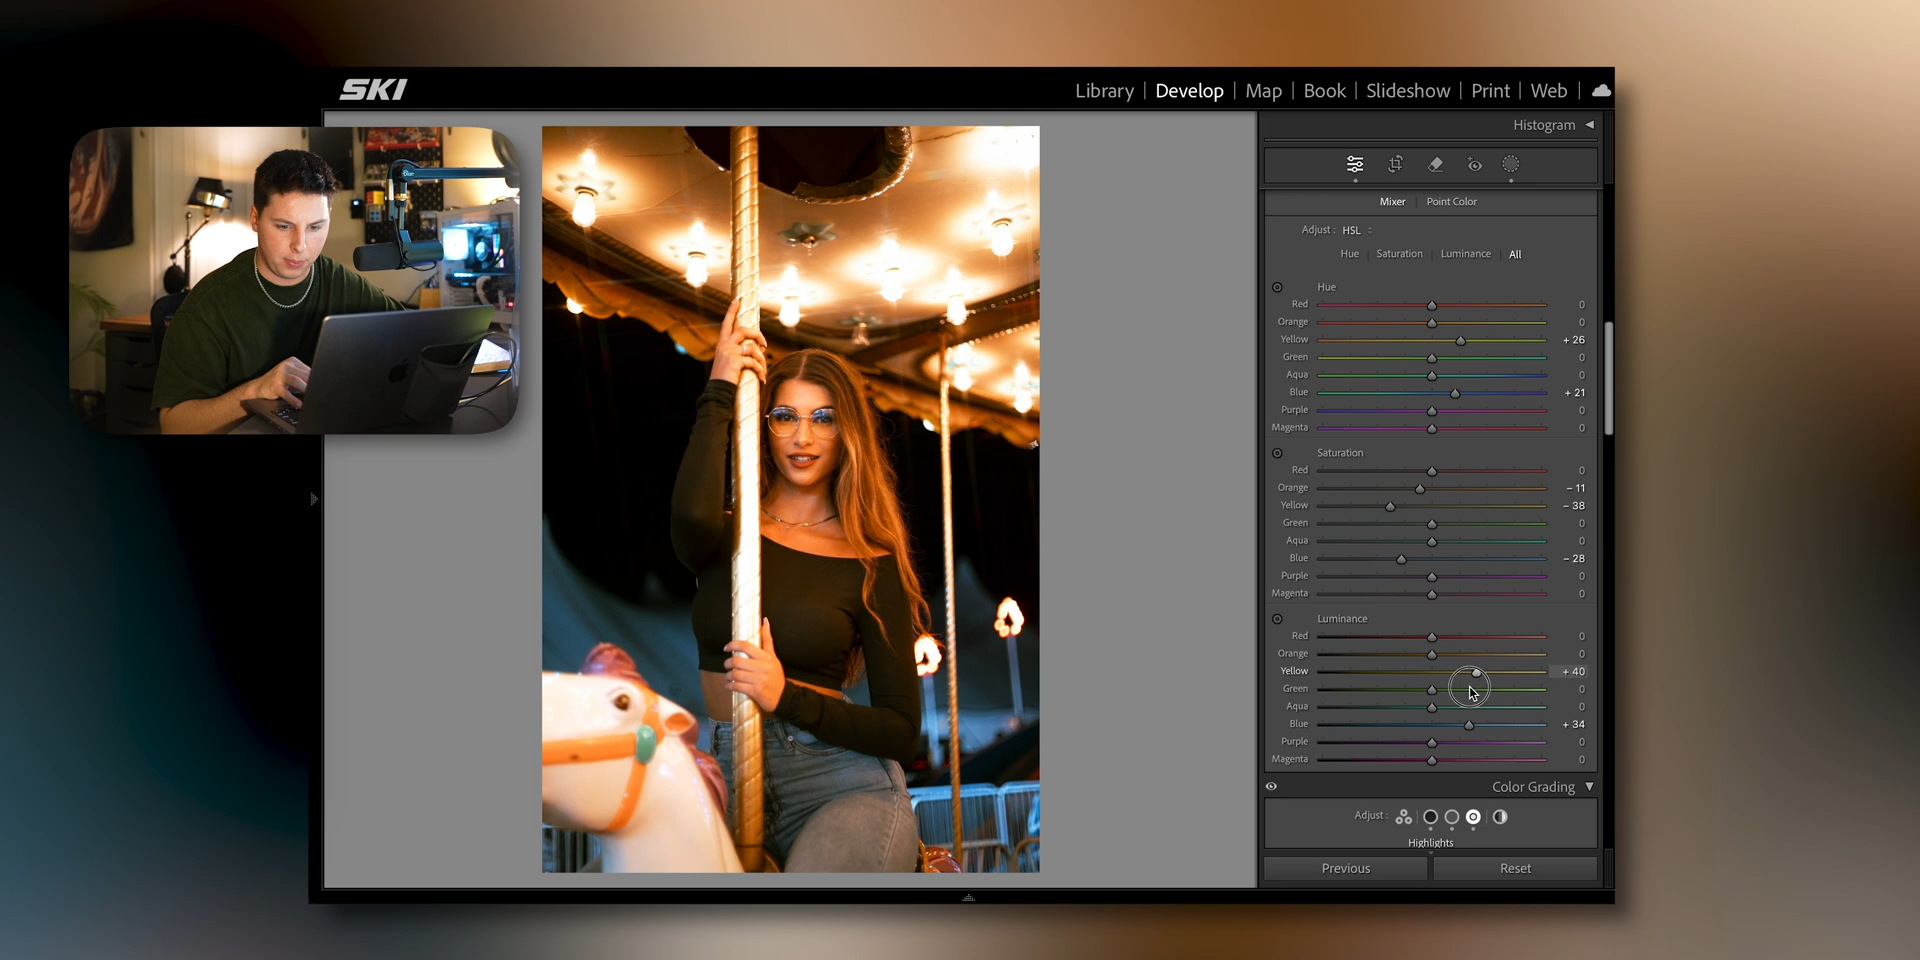 SKI
Library | Develop | Map | Book | Slideshow | Print | Web |
Histogram
Mixer | Point Color
Adjust : HSL
Hue | Saturation | Luminance | All
Hue
Red 0
Orange 0
Yellow + 26
Green 0
Aqua 0
Blue + 21
Purple 0
Magenta 0
Saturation
Red 0
Orange - 11
Yellow - 38
Green 0
Aqua 0
Blue - 28
Purple 0
Magenta 0
Luminance
Red 0
Orange 0
Yellow + 40
Green 0
Aqua 0
Blue + 34
Purple 0
Magenta 0
Color Grading
Adjust :
Highlights
Previous
Reset